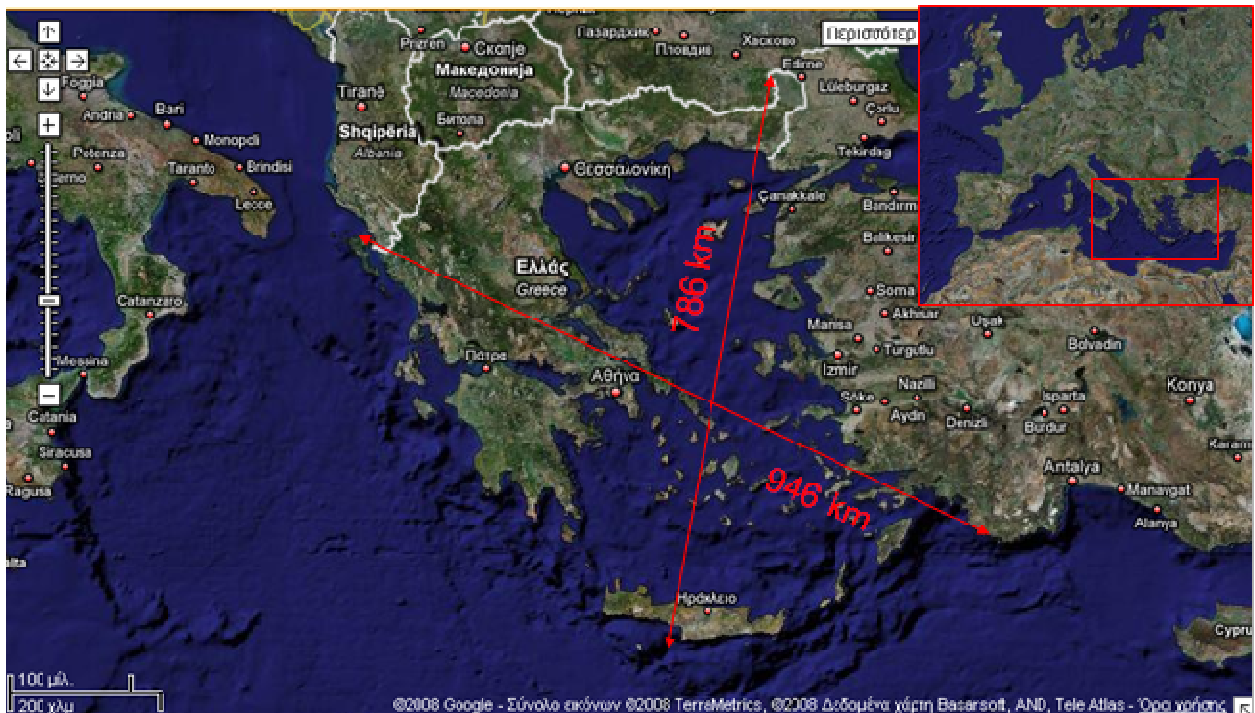 Prizren
Скопје
Македонија
Macedonia
Пазарджик
Пловдив
Хасково
Περισσότερ
Edirne
Lüleburgaz
Çorlu
Tekirdag
Foggia
Andria
Bari
Monopoli
Potenza
Taranto
Brindisi
Lecce
Tiranë
Shqipëria
Albania
Битола
Θεσσαλονίκη
Çanakkale
Bandırm
Balıkesir
Ελλάς
Greece
786 km
Soma
Akhisar
Manisa
Turgutlu
Izmir
Uşak
Bolvadin
Catanzaro
Messina
Πάτρα
Αθήνα
Söke
Nazilli
Aydın
Denizli
Isparta
Burdur
Konya
Karam
Catania
Siracusa
Ragusa
946 km
Antalya
Manavgat
Alanya
Ηράκλειο
Cypru
100 μίλ.
200 χλμ
©2008 Google - Σύνολο εικόνων ©2008 TerraMetrics, ©2008 Δεδομένα χάρτη Basarsoft, AND, Tele Atlas - Όροι χρήσης